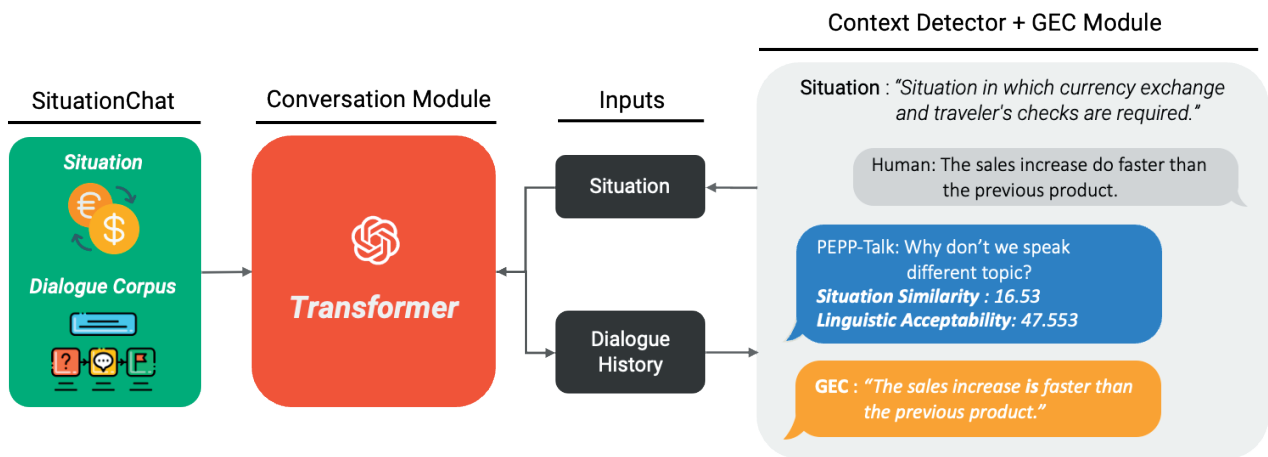 Context Detector + GEC Module
SituationChat
Conversation Module
Inputs
Situation
Dialogue Corpus
?
Transformer
Situation
Dialogue
History
Situation : “Situation in which currency exchange
and traveler's checks are required.”
Human: The sales increase do faster than
the previous product.
PEPP-Talk: Why don’t we speak
different topic?
Situation Similarity : 16.53
Linguistic Acceptability: 47.553
GEC : “The sales increase is faster than
the previous product.”